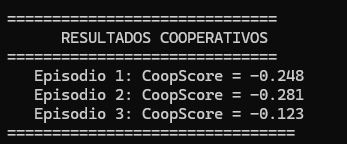 ==============================
RESULTADOS COOPERATIVOS
==============================
Episodio 1: CoopScore = -0.248
Episodio 2: CoopScore = -0.281
Episodio 3: CoopScore = -0.123
================================